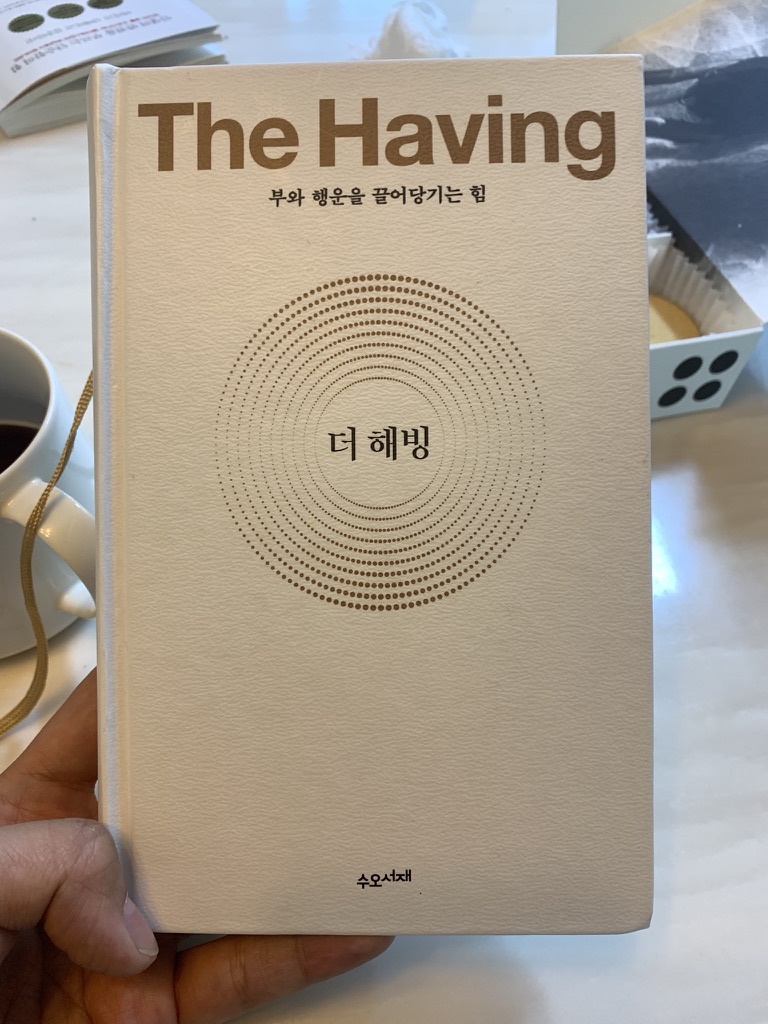 The Having
부와 행운을 끌어당기는 힘
더 해빙
수오서재